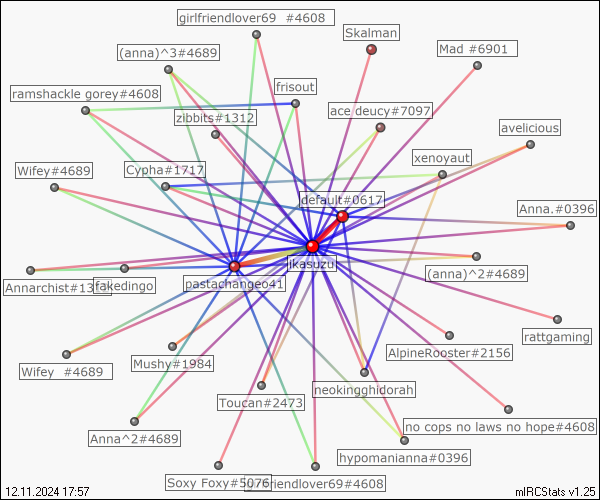 girlfriendlover69 #4608
Skalman
Mad #6901
(anna)^3#4689
ramshackle gorey#4608
frisout
zibbits#1312
ace deucy#7097
avelicious
xenoyaut
Wifey#4689
Cypha#1717
default#0617
Anna.#0396
jkasuzu
(anna)^2#4689
Annarchist#13
fakedingo
pastachangeo41
rattgaming
Wifey #4689
Mushy#1984
AlpineRooster#2156
neokingghidorah
Toucan#2473
no cops no laws no hope#4608
Anna^2#4689
hypomanianna#0396
Soxy Foxy#5076
friendlover69#4608
12.11.2024 17:57
mIRCStats v1.25